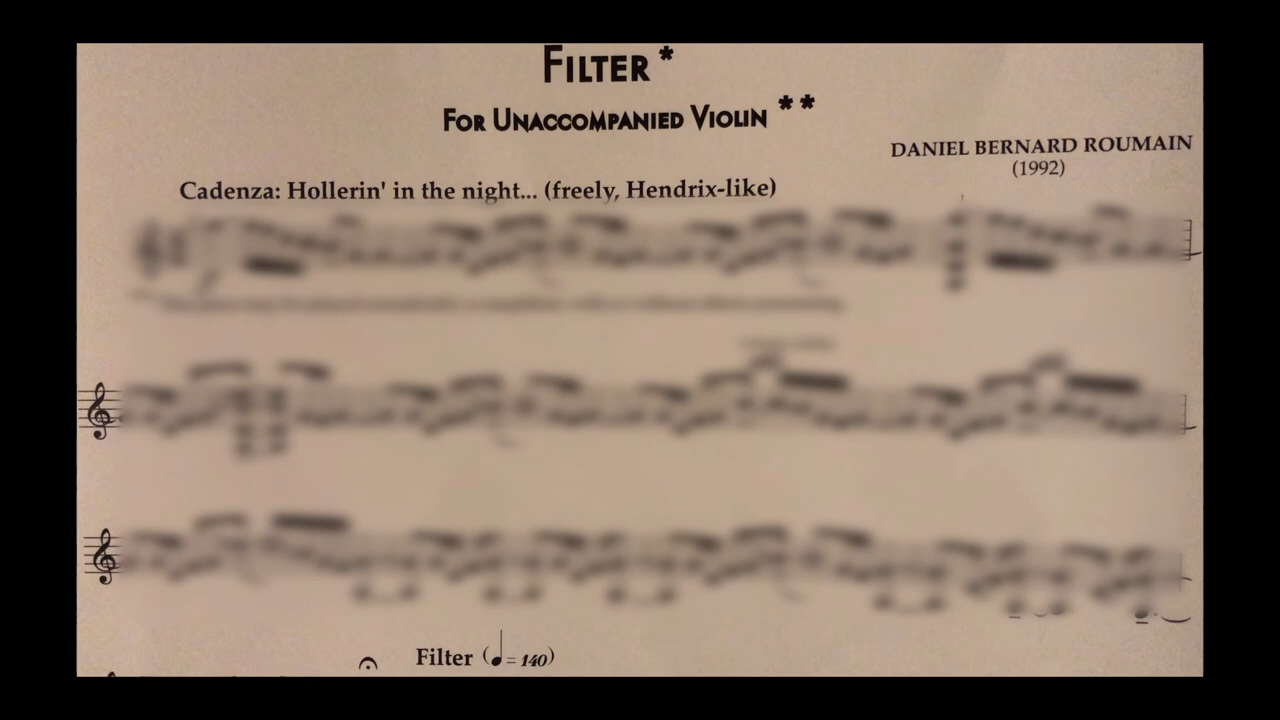 FILTER *
FOR UNACCOMPANIED VIOLIN **
DANIEL BERNARD ROUMAIN
(1992)
Cadenza: Hollerin' in the night... (freely, Hendrix-like)
Filter (♩= 140)